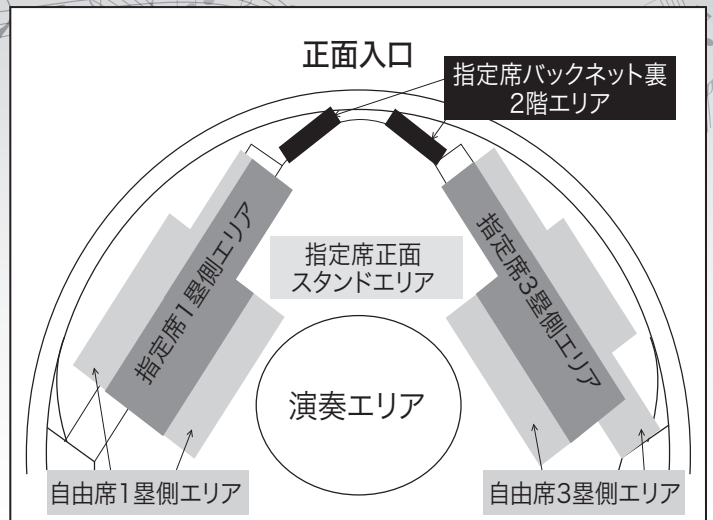 正面入口
指定席バックネット裏
2階エリア
指定席1塁側エリア
指定席正面
スタンドエリア
指定席3塁側エリア
演奏エリア
自由席1塁側エリア
自由席3塁側エリア